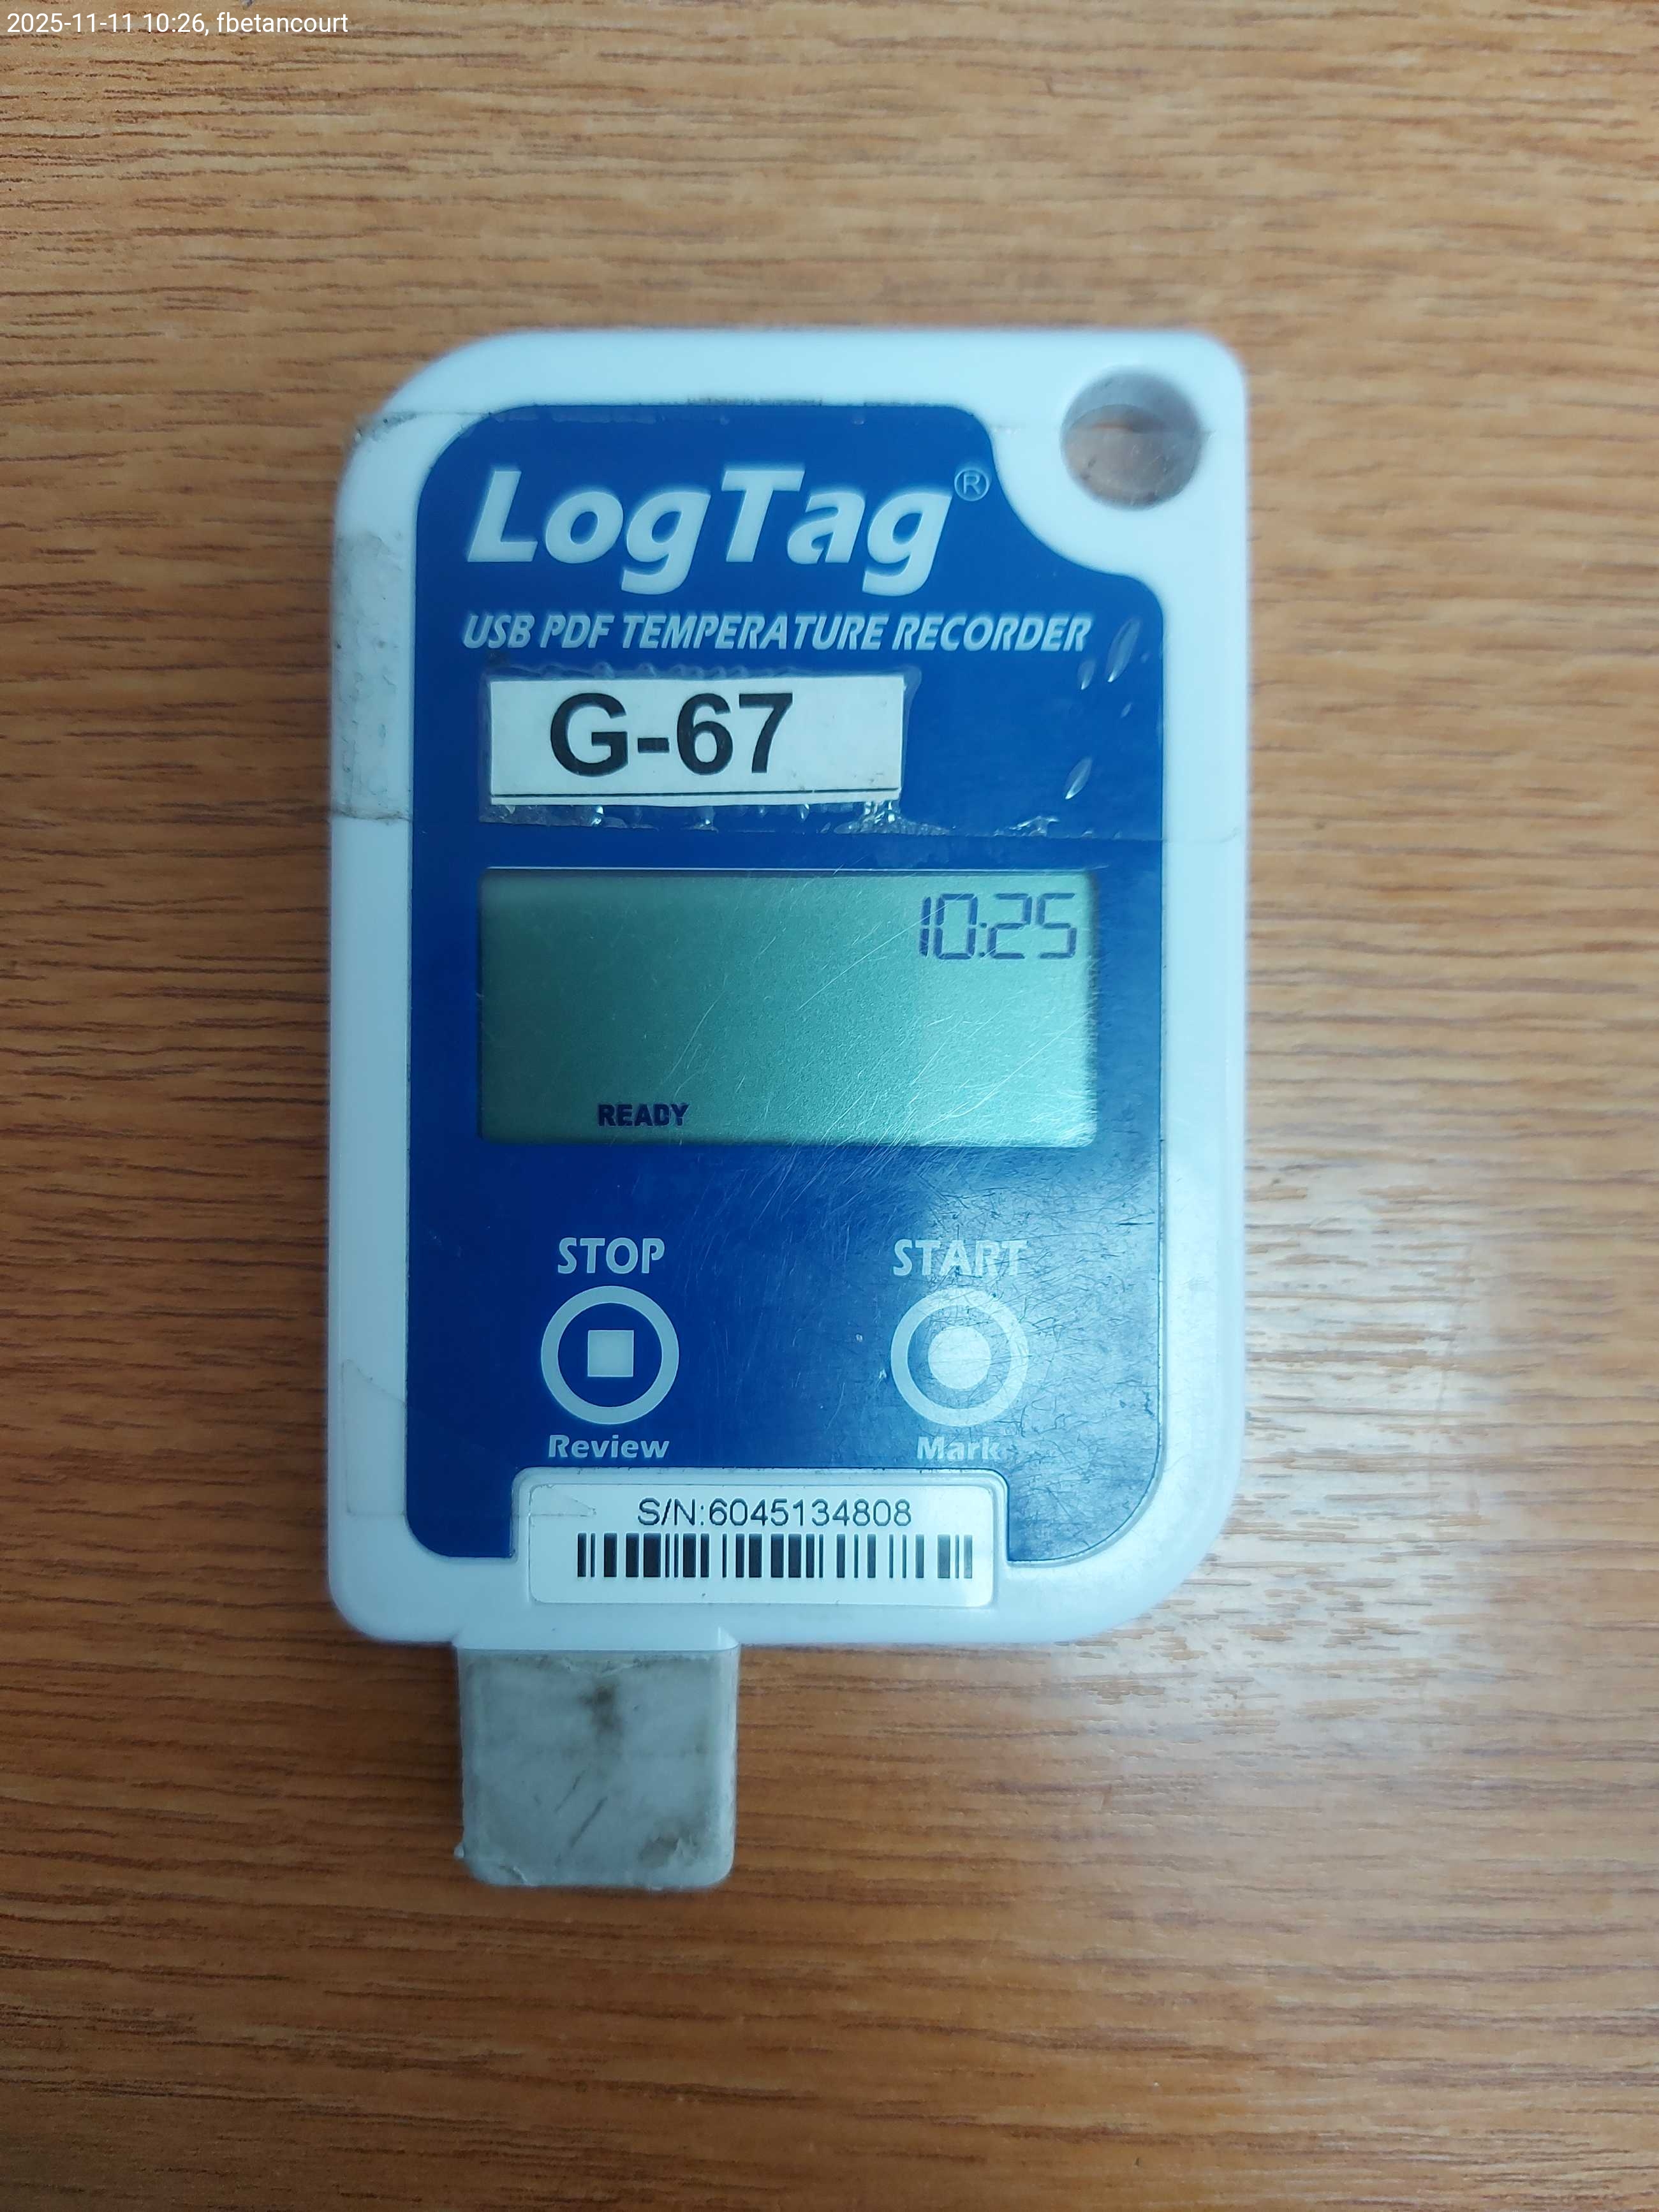 2025-11-11 10:26, fbetancourt
LogTag®
USB PDF TEMPERATURE RECORDER
G-67
10:25
READY
STOP START
Review Mark
S/N:6045134808